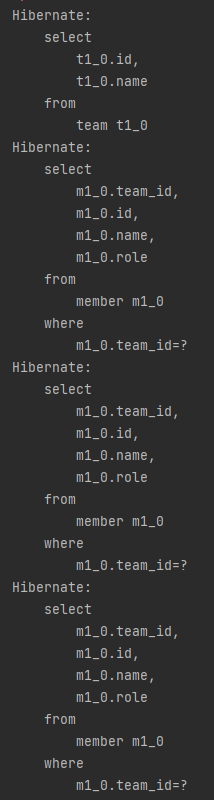 Hibernate:
    select
        t1_0.id,
        t1_0.name
    from
        team t1_0
Hibernate:
    select
        m1_0.team_id,
        m1_0.id,
        m1_0.name,
        m1_0.role
    from
        member m1_0
    where
        m1_0.team_id=?
Hibernate:
    select
        m1_0.team_id,
        m1_0.id,
        m1_0.name,
        m1_0.role
    from
        member m1_0
    where
        m1_0.team_id=?
Hibernate:
    select
        m1_0.team_id,
        m1_0.id,
        m1_0.name,
        m1_0.role
    from
        member m1_0
    where
        m1_0.team_id=?